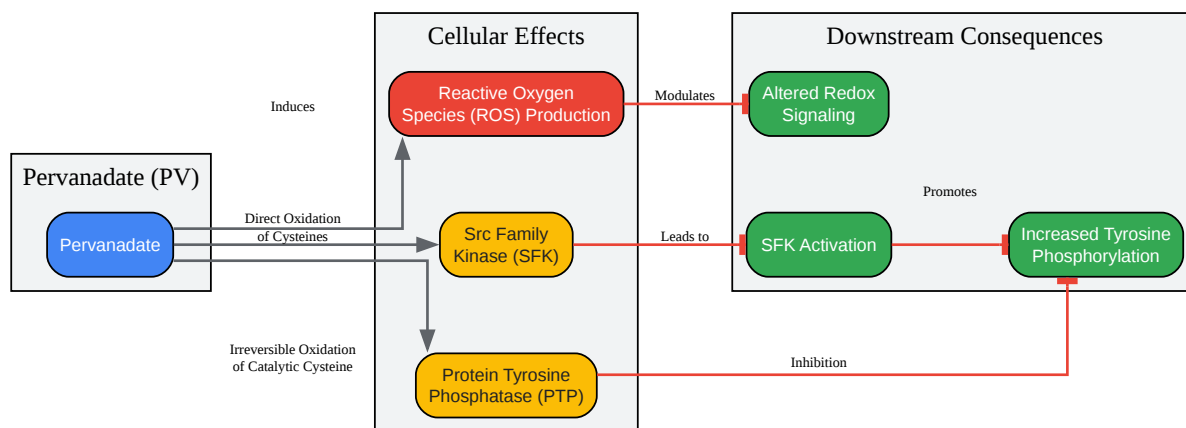 Cellular Effects
Downstream Consequences
Reactive Oxygen
Species (ROS) Production
Modulates
Altered Redox
Signaling
Induces
Pervanadate (PV)
Pervanadate
Direct Oxidation
of Cysteines
Src Family
Kinase (SFK)
Leads to
SFK Activation
Promotes
Increased Tyrosine
Phosphorylation
Irreversible Oxidation
of Catalytic Cysteine
Protein Tyrosine
Phosphatase (PTP)
Inhibition